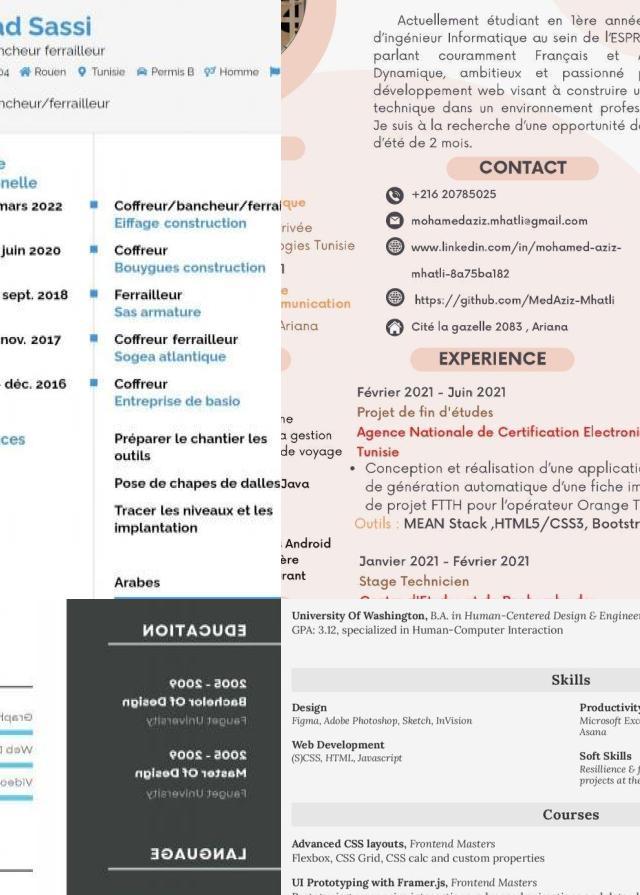 ad Sassi
ncheur ferrailleur
04 Rouen Tunisie Permis B Homme
ncheur/ferrailleur
e
nelle
mars 2022 Coffreur/bancheur/ferrai
Eiffage construction
juin 2020 Coffreur
Bouygues construction
sept. 2018 Ferrailleur
Sas armature
nov. 2017 Coffreur ferrailleur
Sogea atlantique
- déc. 2016 Coffreur
Entreprise de basio
ces
Préparer le chantier les
outils
Pose de chapes de dalles
Tracer les niveaux et les
implantation
Arabes
Actuellement étudiant en 1ère anné
d'ingénieur Informatique au sein de l'ESPR
parlant couramment Français et A
Dynamique, ambitieux et passionné p
développement web visant à construire u
technique dans un environnement profes
Je suis à la recherche d'une opportunité d
d'été de 2 mois.
CONTACT
+216 20785025
mohamedaziz.mhatli@gmail.com
www.linkedin.com/in/mohamed-aziz-
mhatli-8a75ba182
https://github.com/MedAziz-Mhatli
Cité la gazelle 2083 , Ariana
que
rivée
ogies Tunisie
1
e
munication
Ariana
ne
a gestion
de voyage
Java
Android
ère
rant
EXPERIENCE
Février 2021 - Juin 2021
Projet de fin d'études
Agence Nationale de Certification Electroni
Tunisie
• Conception et réalisation d'une applicati
de génération automatique d'une fiche im
de projet FTTH pour l'opérateur Orange T
Outils : MEAN Stack ,HTML5/CSS3, Bootstr
Janvier 2021 - Février 2021
Stage Technicien
EDUCATION
2005 - 2009
Bachelor Of Design
Fauget University
2005 - 2009
Master Of Design
Fauget University
LANGUAGE
Graph
Web D
Video
University Of Washington, B.A. in Human-Centered Design & Enginee
GPA: 3.12, specialized in Human-Computer Interaction
Skills
Design
Figma, Adobe Photoshop, Sketch, InVision
Web Development
(S)CSS, HTML, Javascript
Productivity
Microsoft Exc
Asana
Soft Skills
Resillience & f
projects at the
Courses
Advanced CSS layouts, Frontend Masters
Flexbox, CSS Grid, CSS calc and custom properties
UI Prototyping with Framer.js, Frontend Masters